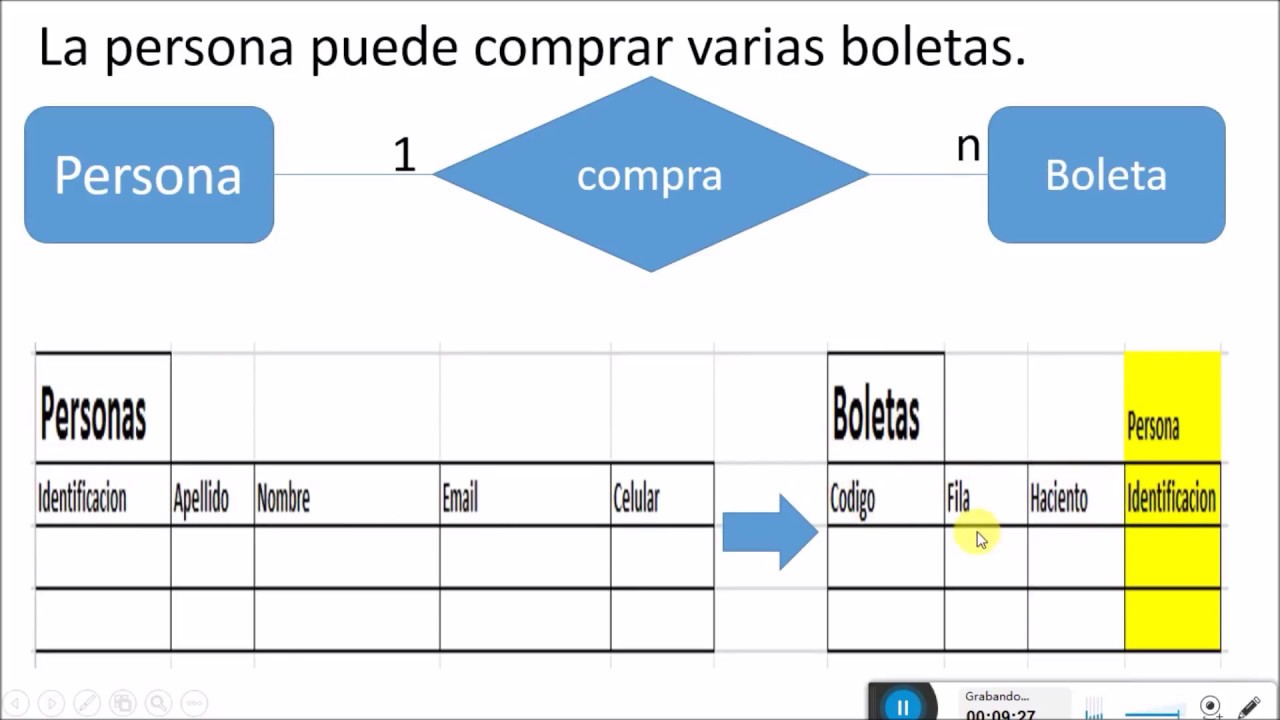 La persona puede comprar varias boletas.
Persona
1
compra
n
Boleta
Personas
Identificacion Apellido Nombre Email Celular
Boletas Persona
Codigo Fila Haciento Identificacion
Grabando...
00:09:27